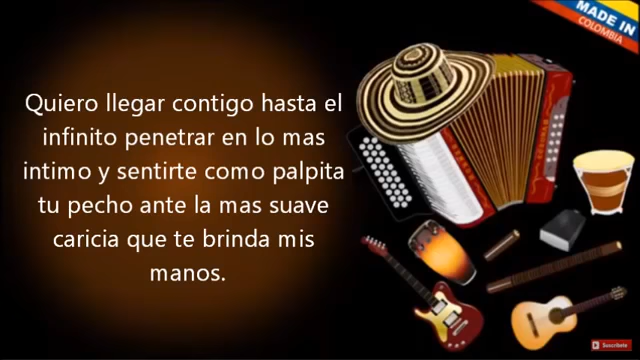 Quiero llegar contigo hasta el
infinito penetrar en lo mas
intimo y sentirte como palpita
tu pecho ante la mas suave
caricia que te brinda mis
manos.
MADE IN
COLOMBIA
Suscríbete